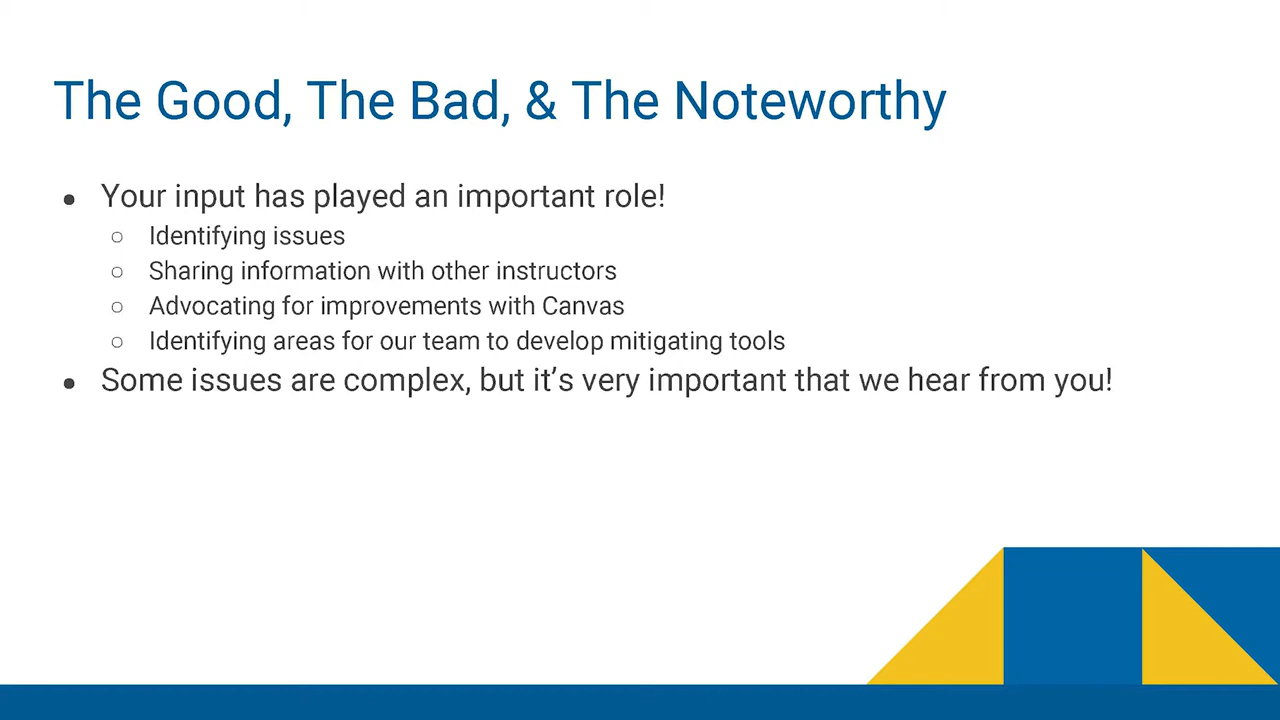 The Good, The Bad, & The Noteworthy
● Your input has played an important role!
○ Identifying issues
○ Sharing information with other instructors
○ Advocating for improvements with Canvas
○ Identifying areas for our team to develop mitigating tools
● Some issues are complex, but it’s very important that we hear from you!